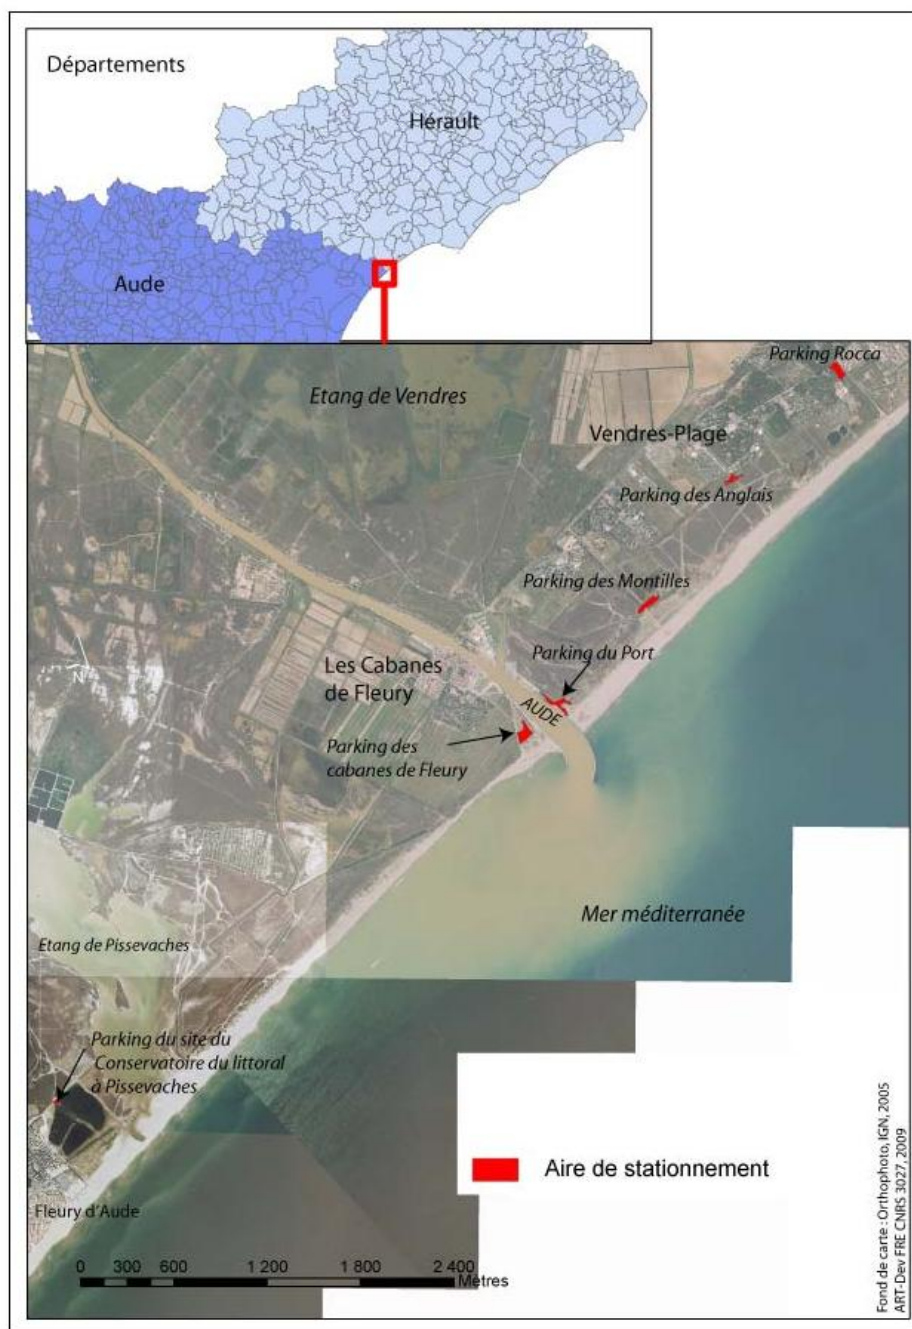 Départements
Hérault
Aude
Parking Rocca
Etang de Vendres
Vendres-Plage
Parking des Anglais
Parking des Montilles
Parking du Port
Les Cabanes
de Fleury
AUDE
Parking des
cabanes de Fleury
N
Mer méditerranée
Etang de Pissevaches
Parking du site du
Conservatoire du littoral
à Pissevaches
Aire de stationnement
Fleury d'Aude
0 300 600 1 200 1 800 2 400
Mètres
Fond de carte : Orthophoto, IGN, 2005
ART-Dev FRE CNRS 3027, 2009